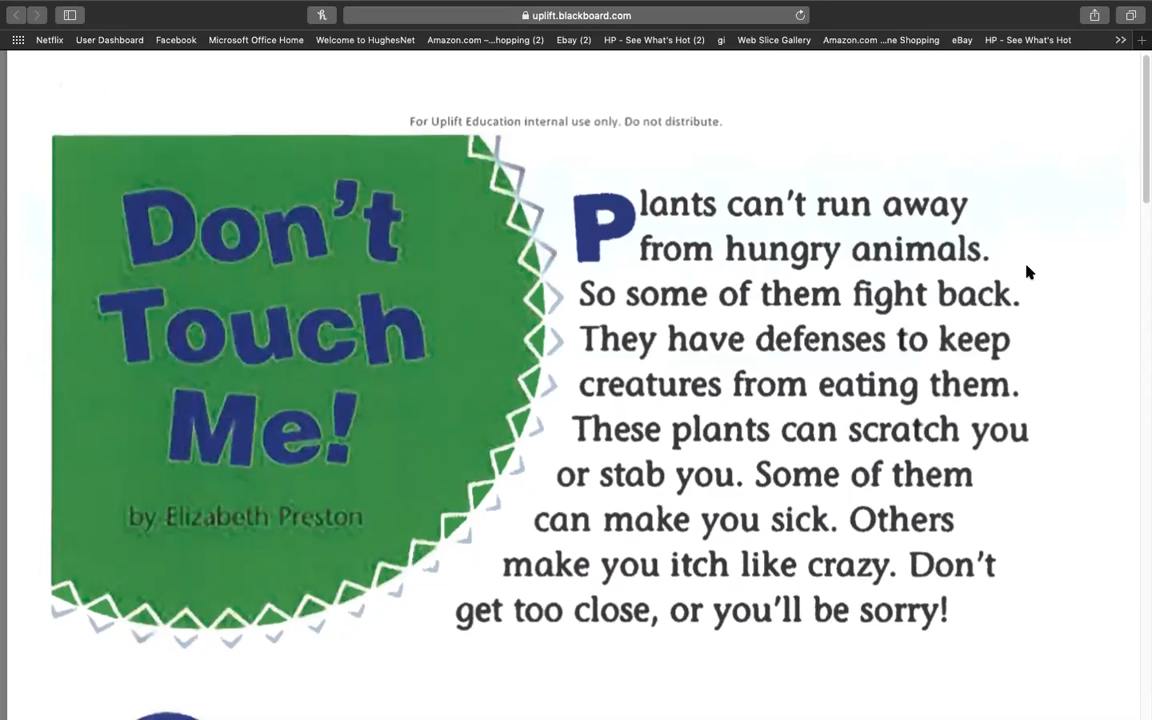 uplift.blackboard.com
Netflix User Dashboard Facebook Microsoft Office Home Welcome to HughesNet Amazon.com –...hopping (2) Ebay (2) HP - See What's Hot (2) gi Web Slice Gallery Amazon.com ...ne Shopping eBay HP - See What's Hot >>
For Uplift Education internal use only. Do not distribute.
Don't
Touch
Me!
by Elizabeth Preston
Plants can't run away
from hungry animals.
So some of them fight back.
They have defenses to keep
creatures from eating them.
These plants can scratch you
or stab you. Some of them
can make you sick. Others
make you itch like crazy. Don't
get too close, or you'll be sorry!